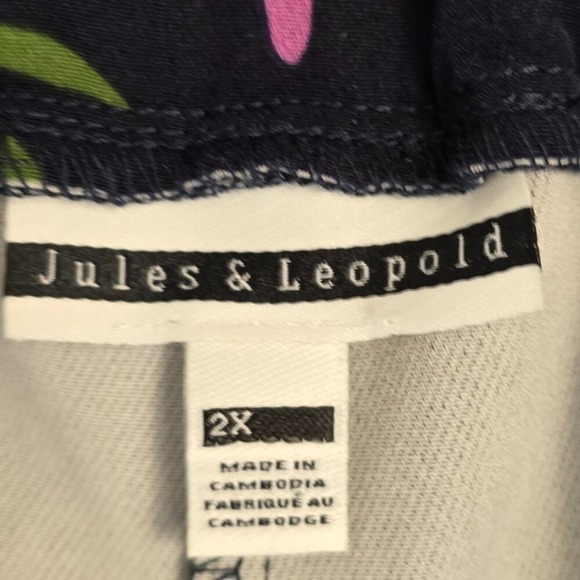 Jules & Leopold
2X
MADE IN
CAMBODIA
FABRIQUÉ AU
CAMBODGE